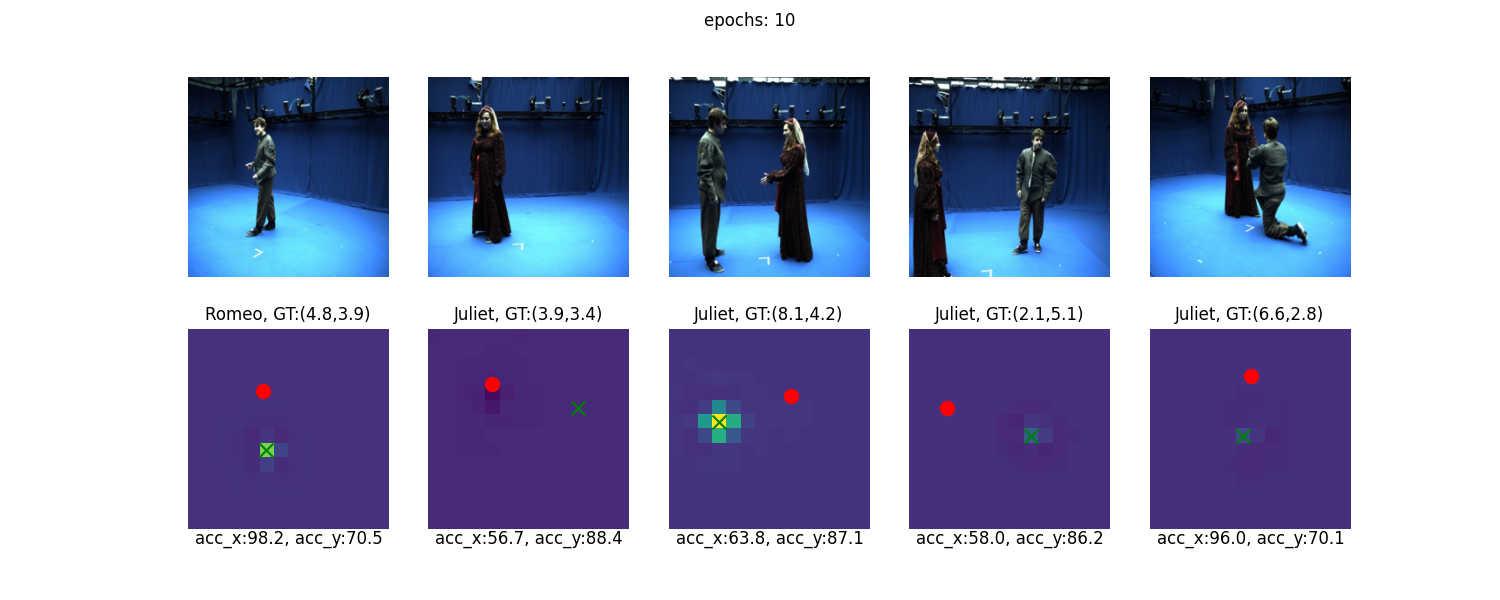 epochs: 10
Romeo, GT:(4.8,3.9)
Juliet, GT:(3.9,3.4)
Juliet, GT:(8.1,4.2)
Juliet, GT:(2.1,5.1)
Juliet, GT:(6.6,2.8)
acc_x:98.2, acc_y:70.5
acc_x:56.7, acc_y:88.4
acc_x:63.8, acc_y:87.1
acc_x:58.0, acc_y:86.2
acc_x:96.0, acc_y:70.1